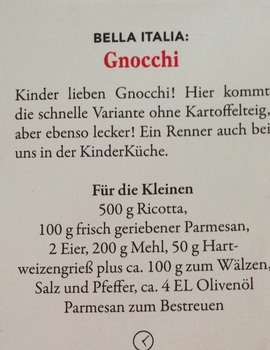 BELLA ITALIA:
Gnocchi
Kinder lieben Gnocchi! Hier kommt
die schnelle Variante ohne Kartoffelteig,
aber ebenso lecker! Ein Renner auch bei
uns in der KinderKüche.
Für die Kleinen
500 g Ricotta,
100 g frisch geriebener Parmesan,
2 Eier, 200 g Mehl, 50 g Hart-
weizengrieß plus ca. 100 g zum Wälzen,
Salz und Pfeffer, ca. 4 EL Olivenöl
Parmesan zum Bestreuen